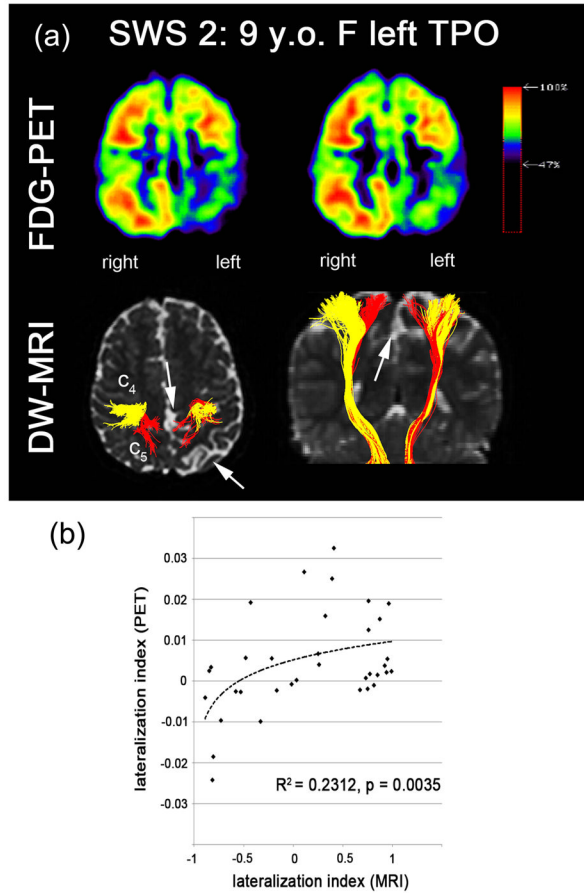 (a) SWS 2: 9 y.o. F left TPO
FDG-PET
100%
47%
right left right left
DW-MRI
C4
C5
(b)
lateralization index (PET)
0.03
0.02
0.01
0
-0.01
-0.02
-0.03
R² = 0.2312, p = 0.0035
-1 -0.5 0 0.5 1
lateralization index (MRI)